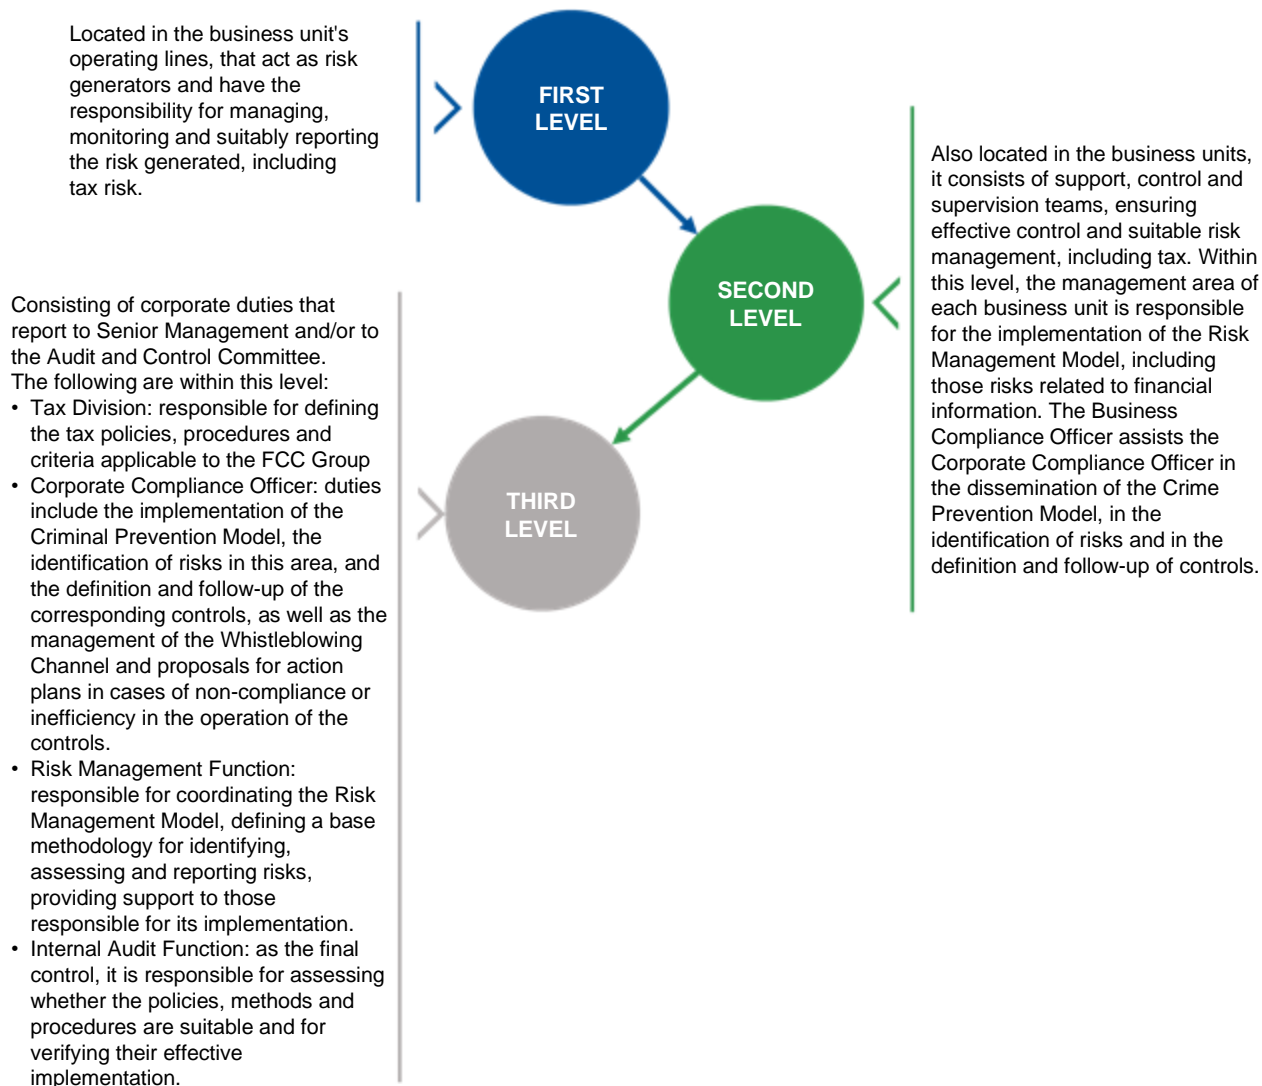 Located in the business unit's
operating lines, that act as risk
generators and have the
responsibility for managing,
monitoring and suitably reporting
the risk generated, including
tax risk.
FIRST
LEVEL
Also located in the business units,
it consists of support, control and
supervision teams, ensuring
effective control and suitable risk
management, including tax. Within
this level, the management area of
each business unit is responsible
for the implementation of the Risk
Management Model, including
those risks related to financial
information. The Business
Compliance Officer assists the
Corporate Compliance Officer in
the dissemination of the Crime
Prevention Model, in the
identification of risks and in the
definition and follow-up of controls.
SECOND
LEVEL
Consisting of corporate duties that
report to Senior Management and/or to
the Audit and Control Committee.
The following are within this level:
• Tax Division: responsible for defining
the tax policies, procedures and
criteria applicable to the FCC Group
• Corporate Compliance Officer: duties
include the implementation of the
Criminal Prevention Model, the
identification of risks in this area, and
the definition and follow-up of the
corresponding controls, as well as the
management of the Whistleblowing
Channel and proposals for action
plans in cases of non-compliance or
inefficiency in the operation of the
controls.
• Risk Management Function:
responsible for coordinating the Risk
Management Model, defining a base
methodology for identifying,
assessing and reporting risks,
providing support to those
responsible for its implementation.
• Internal Audit Function: as the final
control, it is responsible for assessing
whether the policies, methods and
procedures are suitable and for
verifying their effective
implementation.
THIRD
LEVEL